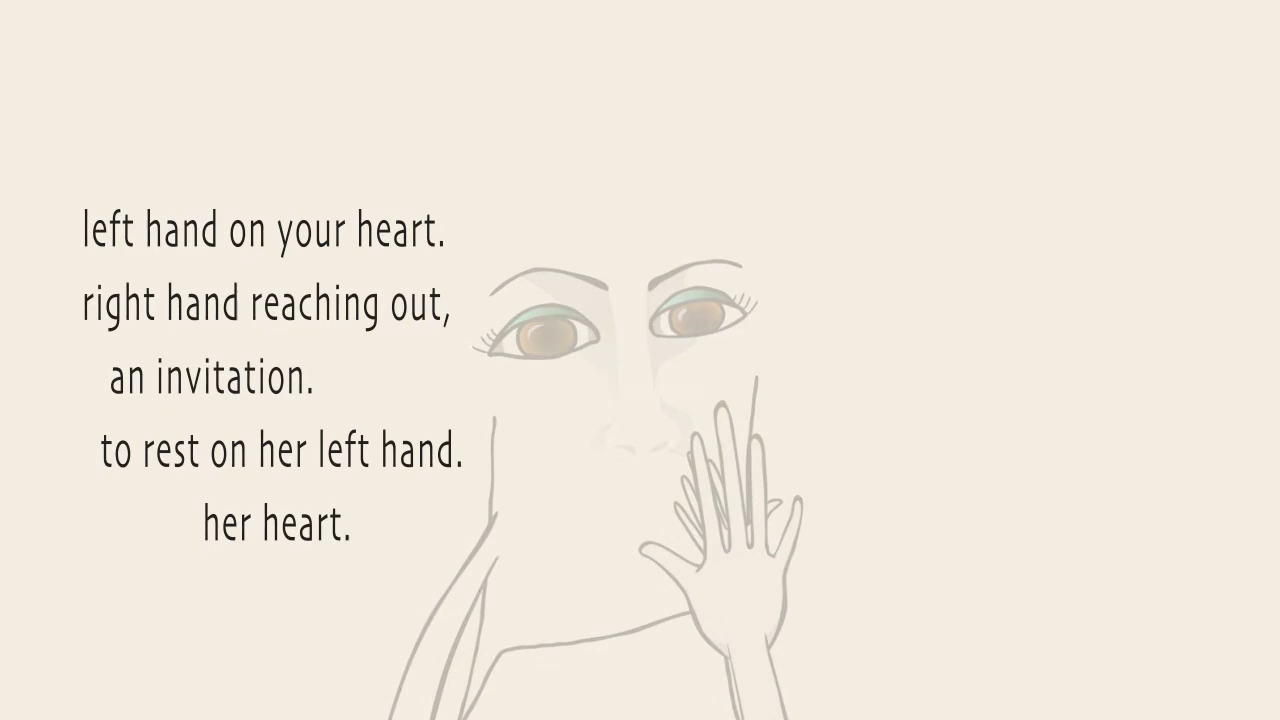 left hand on your heart.
right hand reaching out,
an invitation.
to rest on her left hand.
her heart.